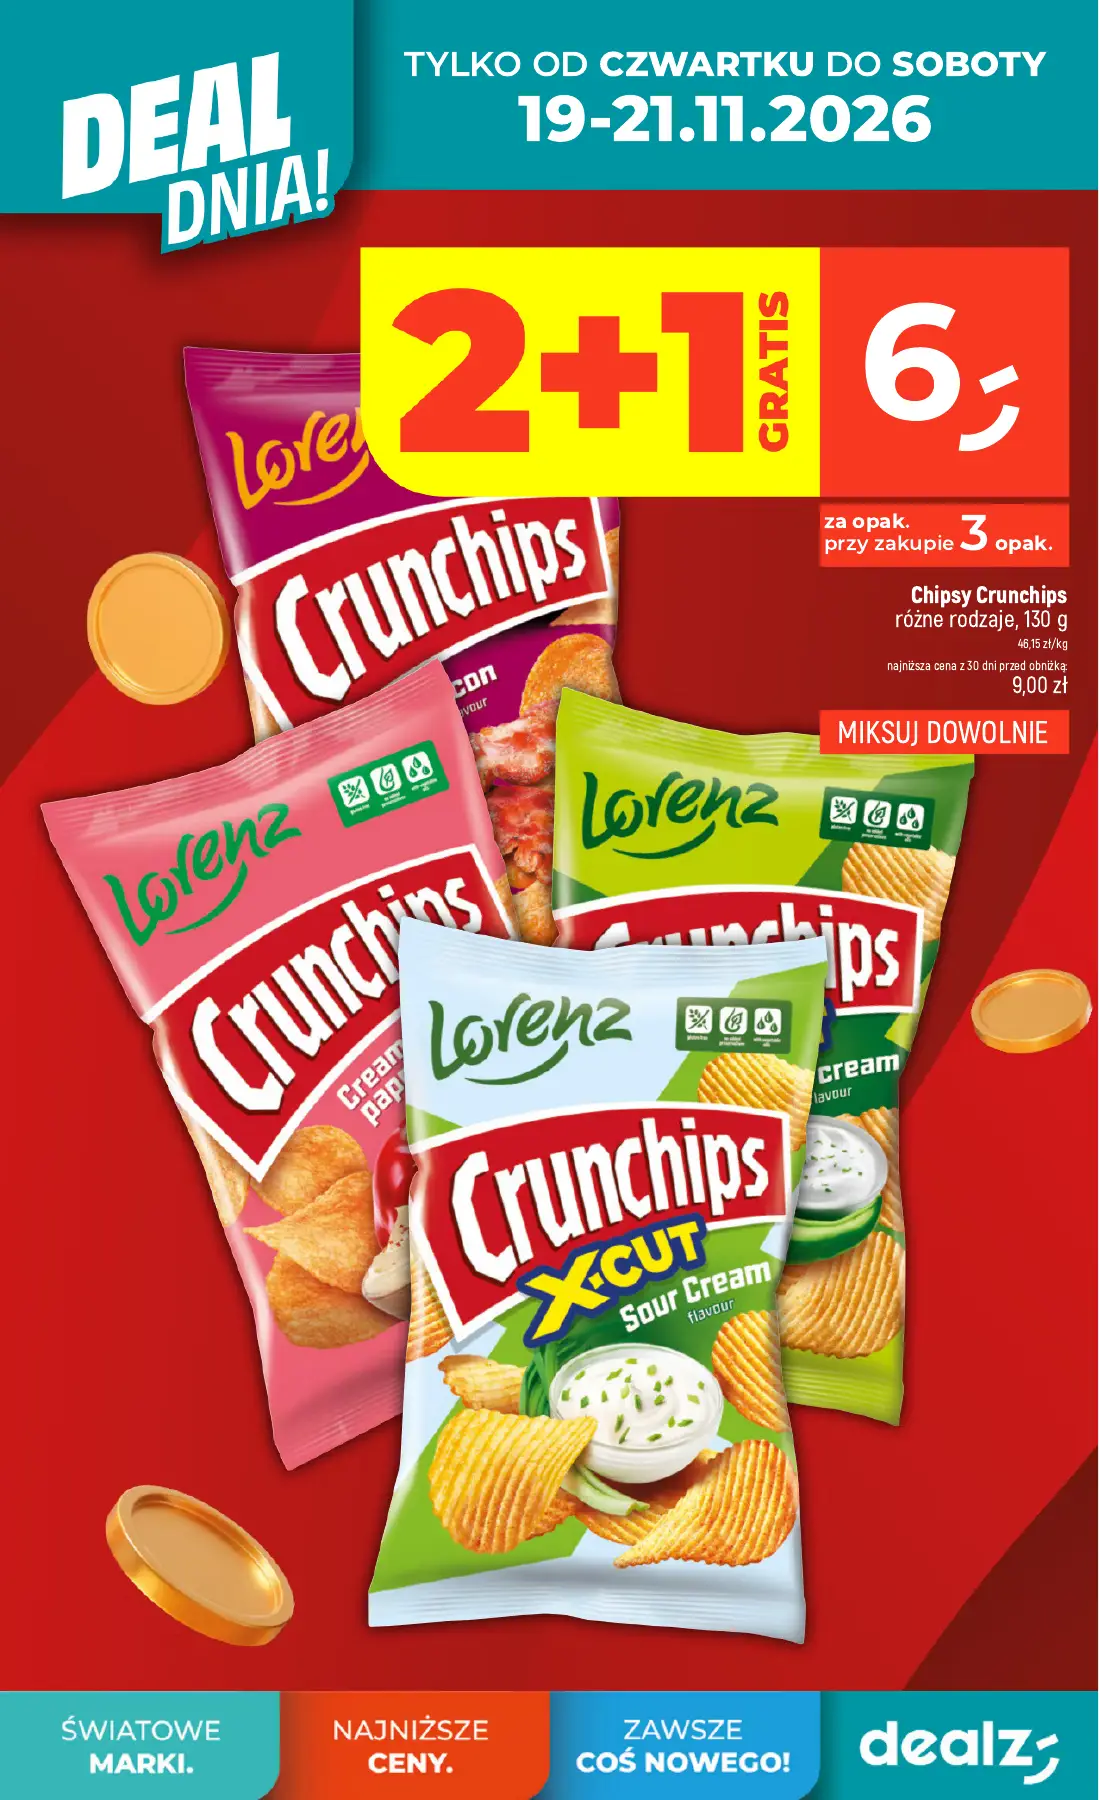 DEAL
DNIA!
TYLKO OD CZWARTKU DO SOBOTY
19-21.11.2026
2+1
GRATIS
6,-
za opak.
przy zakupie 3 opak.
Chipsy Crunchips
różne rodzaje, 130 g
46,15 zł/kg
najniższa cena z 30 dni przed obniżką:
9,00 zł
MIKSUJ DOWOLNIE
Crunchips
Lorenz
Crunchips
Lorenz
cream
flavour
Lorenz
Crunchips
X-CUT
Sour Cream
flavour
ŚWIATOWE
MARKI.
NAJNIŻSZE
CENY.
ZAWSZE
COŚ NOWEGO!
dealz